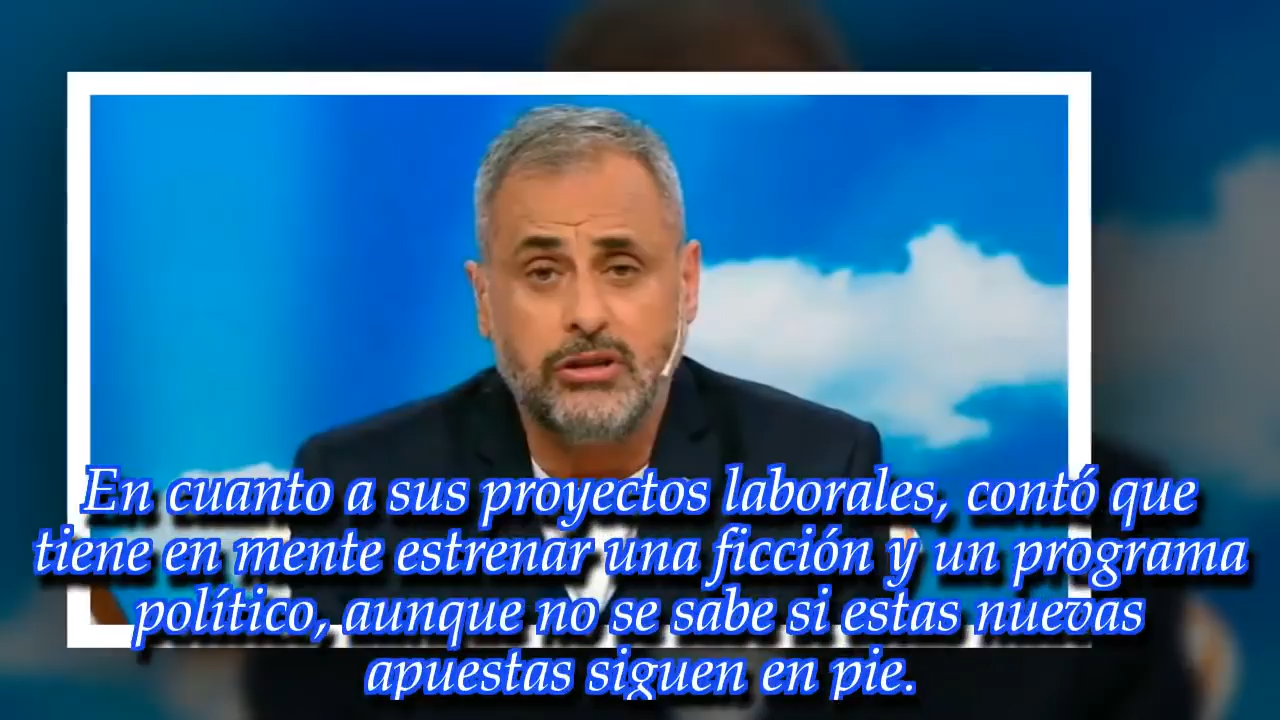 En cuanto a sus proyectos laborales, contó que
tiene en mente estrenar una ficción y un programa
político, aunque no se sabe si estas nuevas
apuestas siguen en pie.